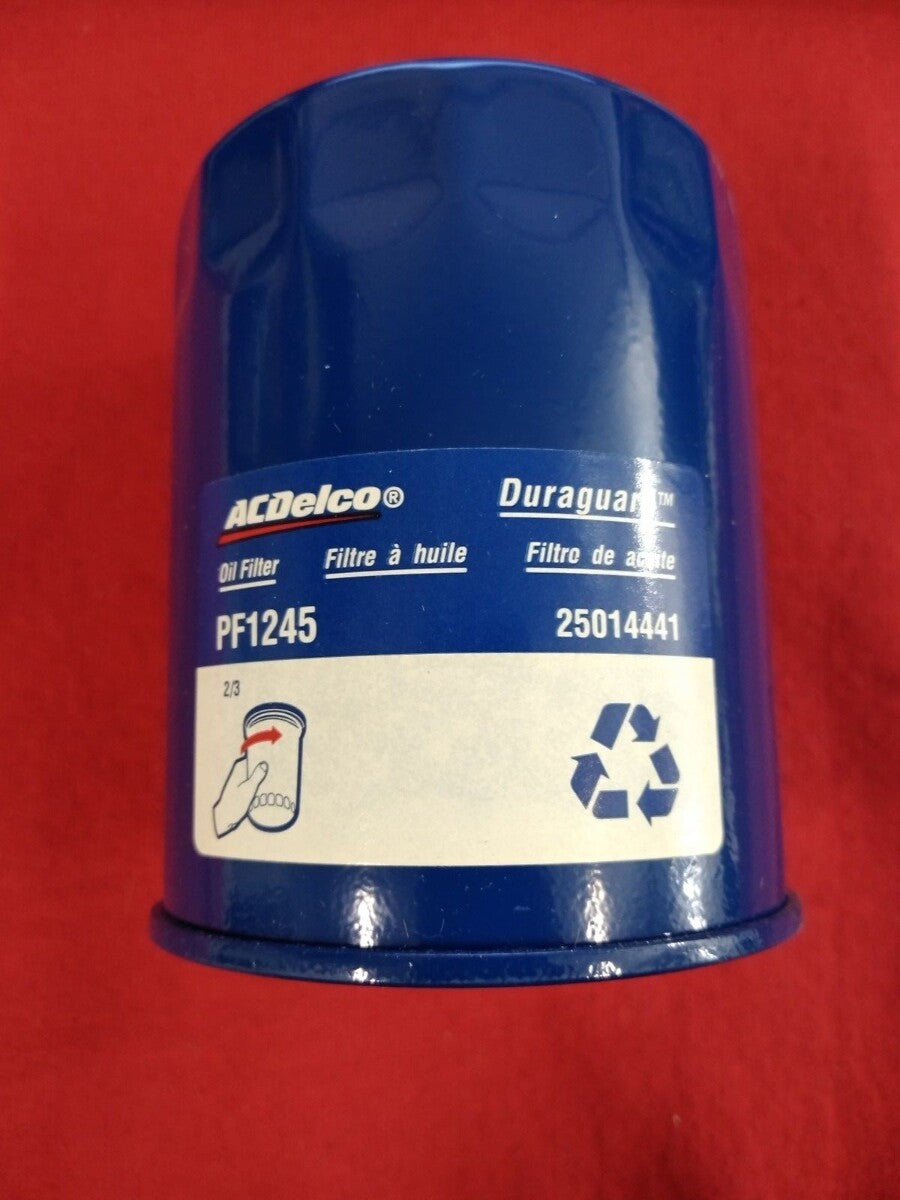 ACDelco® Duraguard™
Oil Filter Filtre à huile Filtro de aceite
PF1245 25014441
2/3